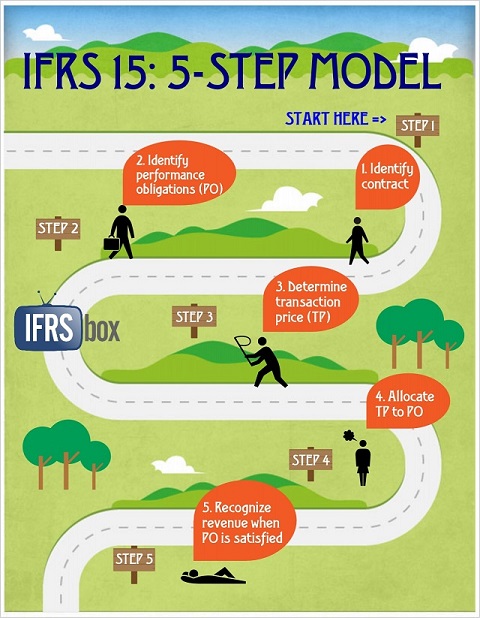 IFRS 15: 5-STEP MODEL
START HERE =>
STEP 1
1. Identify
contract
2. Identify
performance
obligations (PO)
STEP 2
3. Determine
transaction
price (TP)
STEP 3
IFRS box
4. Allocate
TP to PO
STEP 4
5. Recognize
revenue when
PO is satisfied
STEP 5